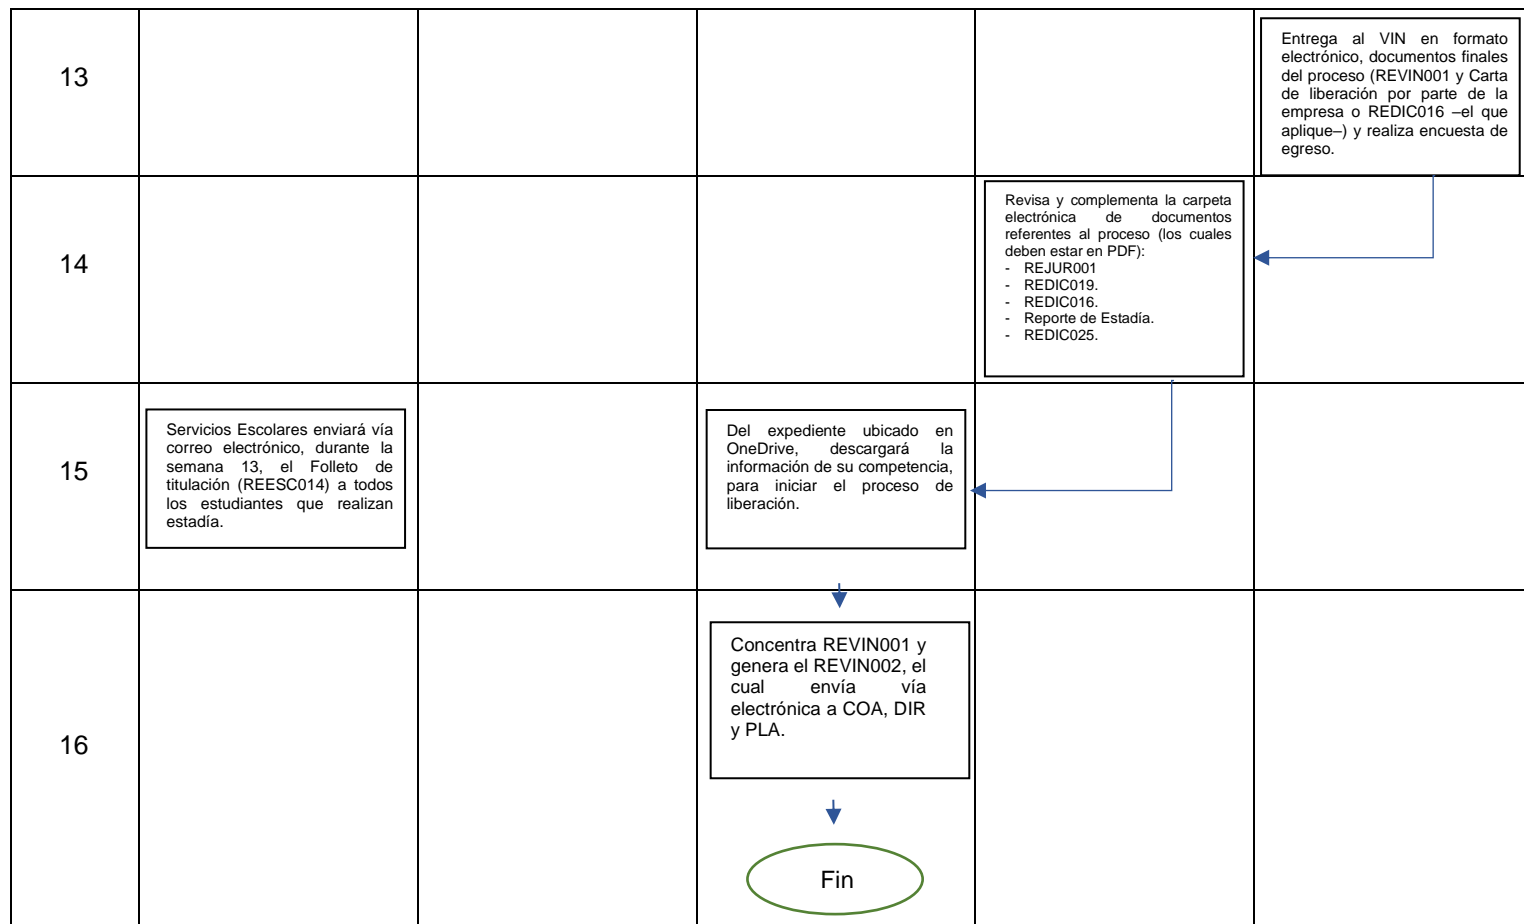 13
Entrega al VIN en formato
electrónico, documentos finales
del proceso (REVIN001 y Carta
de liberación por parte de la
empresa o REDIC016 –el que
aplique–) y realiza encuesta de
egreso.
14
Revisa y complementa la carpeta
electrónica de documentos
referentes al proceso (los cuales
deben estar en PDF):
- REJUR001
- REDIC019.
- REDIC016.
- Reporte de Estadía.
- REDIC025.
15
Servicios Escolares enviará vía
correo electrónico, durante la
semana 13, el Folleto de
titulación (REESC014) a todos
los estudiantes que realizan
estadía.
Del expediente ubicado en
OneDrive, descargará la
información de su competencia,
para iniciar el proceso de
liberación.
16
Concentra REVIN001 y
genera el REVIN002, el
cual envía vía
electrónica a COA, DIR
y PLA.
Fin